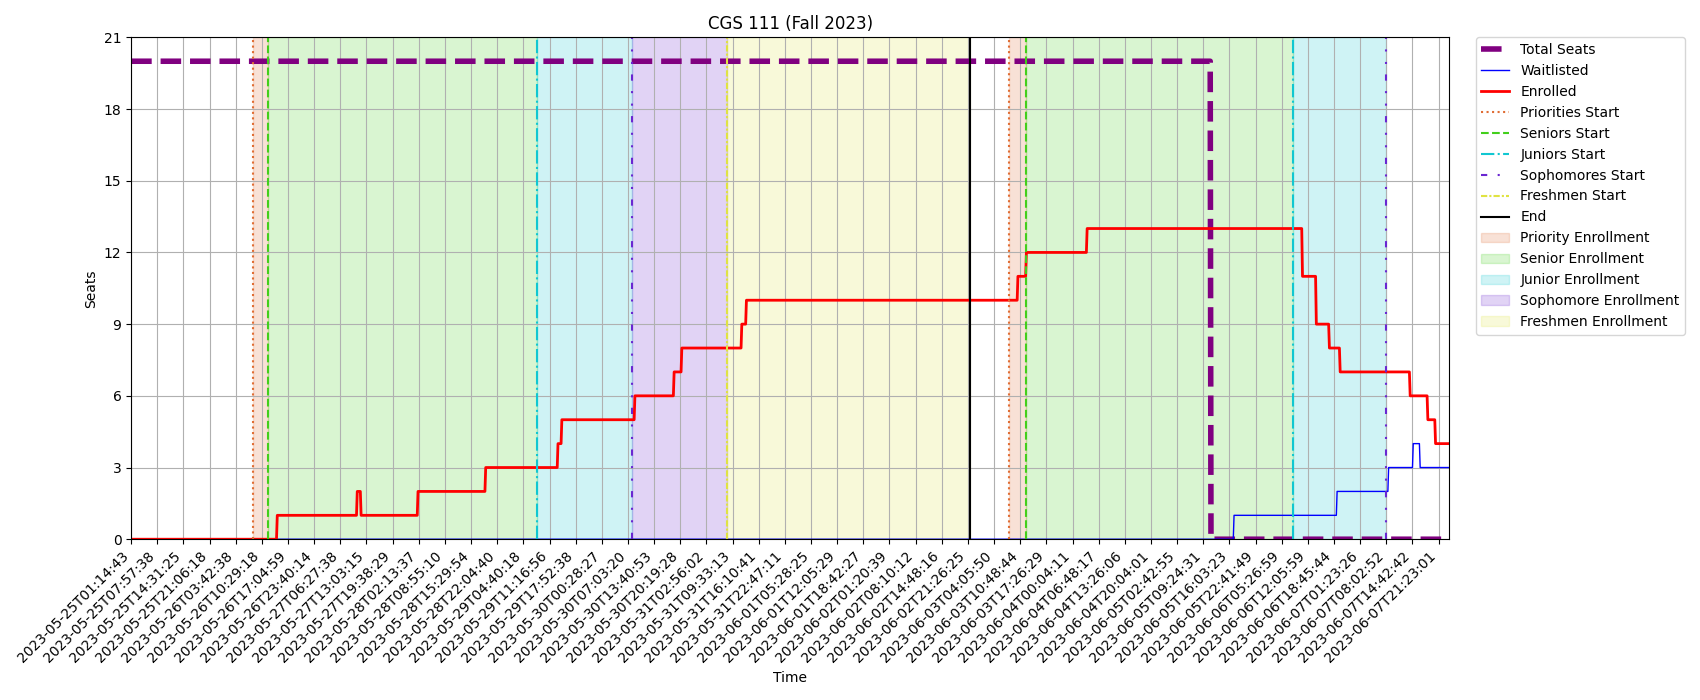 CGS 111 (Fall 2023)
21
18
15
12
9
6
3
0
Seats
2023-05-25T01:14:43
2023-05-25T07:57:38
2023-05-25T14:31:25
2023-05-25T21:06:18
2023-05-26T03:42:38
2023-05-26T10:29:18
2023-05-26T17:04:59
2023-05-26T23:40:14
2023-05-27T06:27:38
2023-05-27T13:03:15
2023-05-27T19:38:29
2023-05-28T02:13:37
2023-05-28T08:55:10
2023-05-28T15:29:54
2023-05-28T22:04:40
2023-05-29T04:40:18
2023-05-29T11:16:56
2023-05-29T17:52:38
2023-05-30T00:28:27
2023-05-30T07:03:20
2023-05-30T13:40:53
2023-05-30T20:19:28
2023-05-31T02:56:02
2023-05-31T09:33:13
2023-05-31T16:10:41
2023-05-31T22:47:11
2023-06-01T05:28:25
2023-06-01T12:05:29
2023-06-01T18:42:27
2023-06-02T01:20:39
2023-06-02T08:10:12
2023-06-02T14:48:16
2023-06-02T21:26:25
2023-06-03T04:05:50
2023-06-03T10:48:44
2023-06-03T17:26:29
2023-06-04T00:04:11
2023-06-04T06:48:17
2023-06-04T13:26:06
2023-06-04T20:04:01
2023-06-05T02:42:55
2023-06-05T09:24:31
2023-06-05T16:03:23
2023-06-05T22:41:49
2023-06-06T05:26:59
2023-06-06T12:05:59
2023-06-06T18:45:44
2023-06-07T01:23:26
2023-06-07T08:02:52
2023-06-07T14:42:42
2023-06-07T21:23:01
Time
Total Seats
Waitlisted
Enrolled
Priorities Start
Seniors Start
Juniors Start
Sophomores Start
Freshmen Start
End
Priority Enrollment
Senior Enrollment
Junior Enrollment
Sophomore Enrollment
Freshmen Enrollment